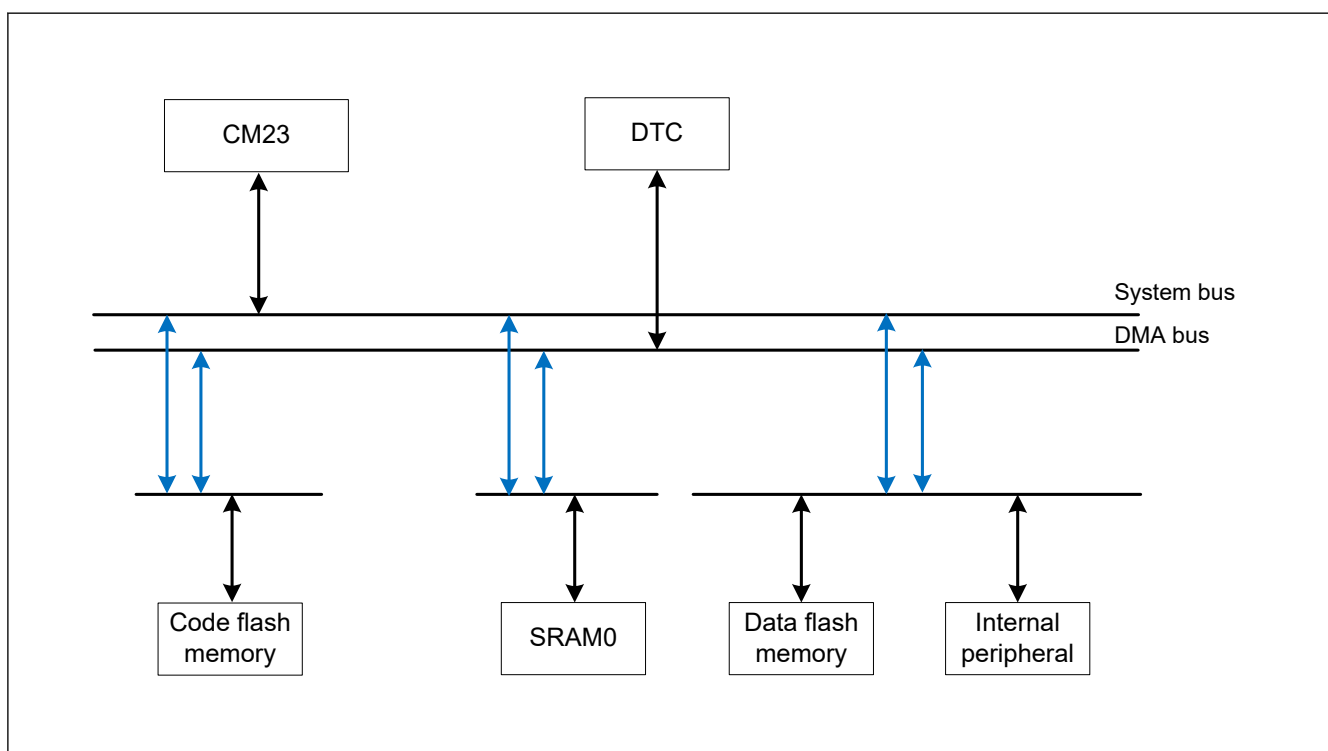 CM23
DTC
System bus
DMA bus
Code flash
memory
SRAM0
Data flash
memory
Internal
peripheral